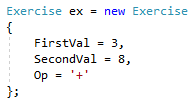 Exercise ex = new Exercise
{
    FirstVal = 3,
    SecondVal = 8,
    Op = '+'
};